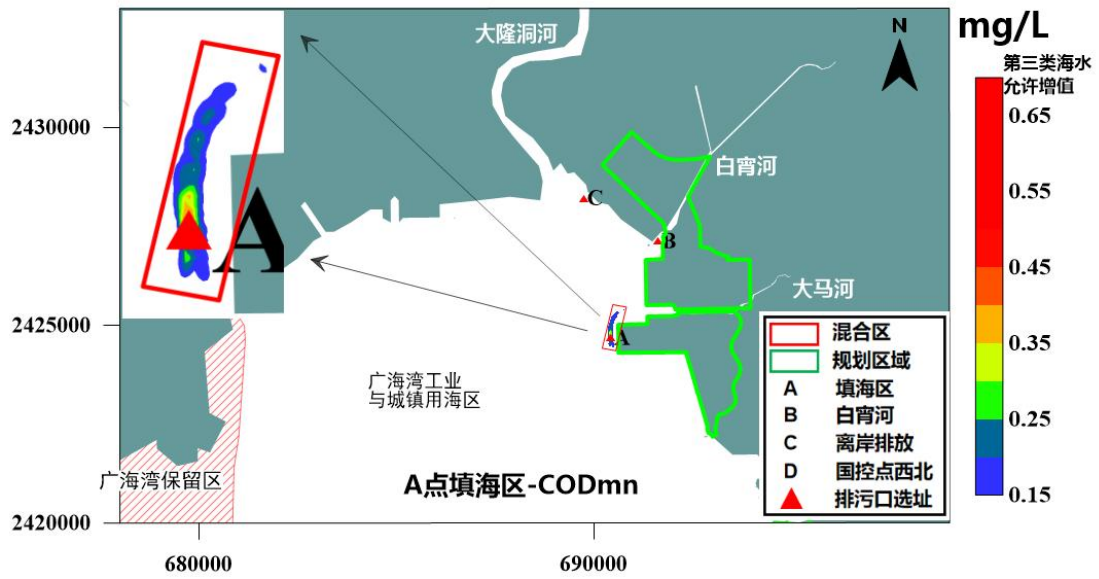 mg/L
第三类海水
允许增值
0.65
0.55
0.45
0.35
0.25
0.15
N
大隆洞河
白宵河
大马河
A
C
B
A
2430000
2425000
2420000
680000
690000
广海湾工业
与城镇用海区
广海湾保留区
A点填海区-CODmn
混合区
规划区域
A 填海区
B 白宵河
C 离岸排放
D 国控点西北
排污口选址